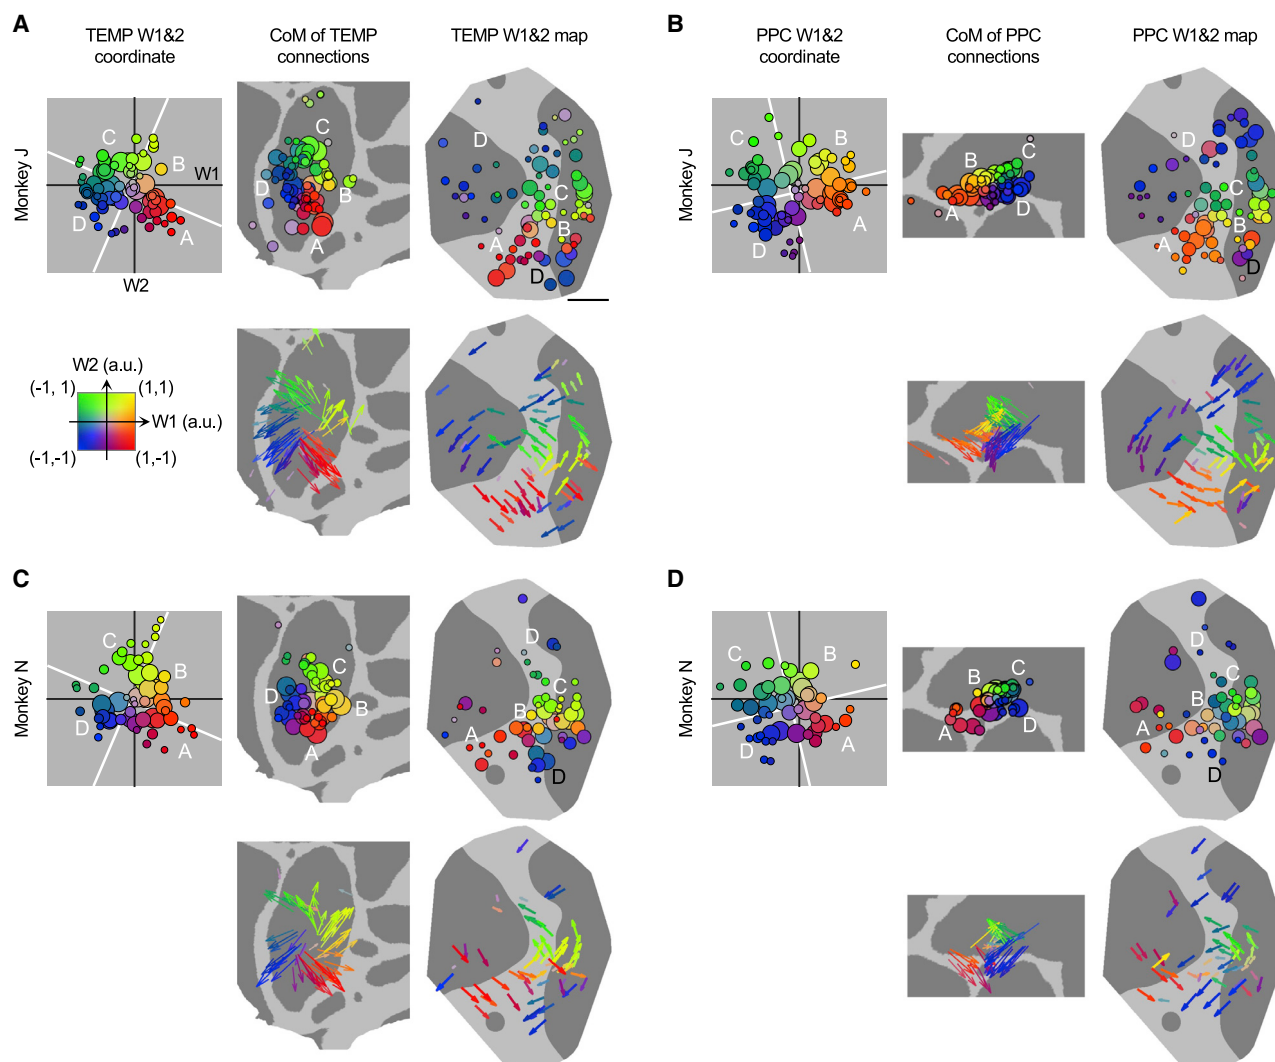 A
TEMP W1&2 coordinate
CoM of TEMP connections
TEMP W1&2 map
Monkey J
C
B
W1
D
A
W2
C
D
B
A
D
C
B
A
D
W2 (a.u.)
(-1, 1)
(1,1)
W1 (a.u.)
(-1,-1)
(1,-1)
B
PPC W1&2 coordinate
CoM of PPC connections
PPC W1&2 map
Monkey J
C
B
A
D
B
C
A
D
D
C
B
A
D
C
Monkey N
C
B
D
A
C
D
B
A
D
C
B
A
D
D
Monkey N
C
B
D
A
B
C
A
D
D
C
B
A
D